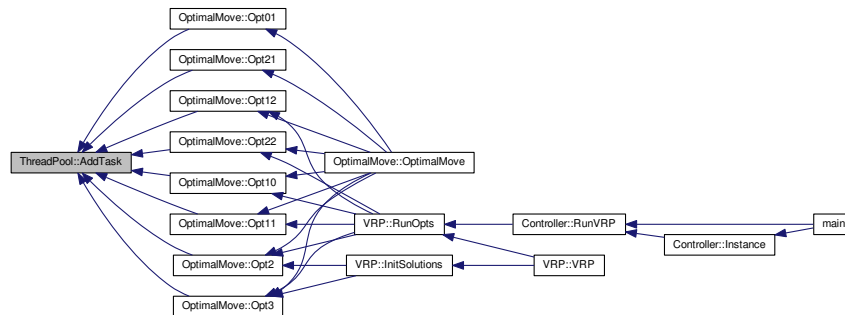 OptimalMove::Opt01
OptimalMove::Opt21
OptimalMove::Opt12
OptimalMove::Opt22
ThreadPool::AddTask
OptimalMove::OptimalMove
OptimalMove::Opt10
OptimalMove::Opt11
VRP::RunOpts
Controller::RunVRP
main
Controller::Instance
OptimalMove::Opt2
VRP::InitSolutions
VRP::VRP
OptimalMove::Opt3